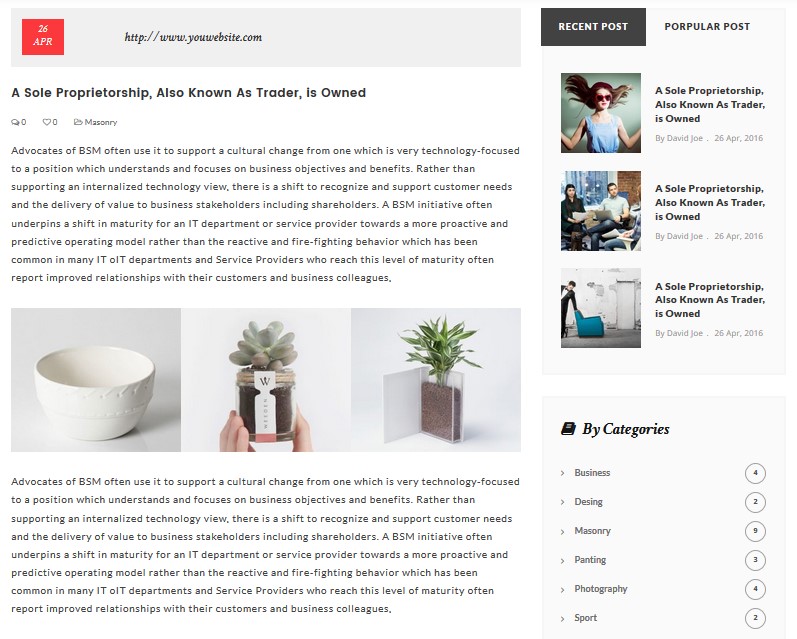 26
APR
http://www.youwebsite.com
A Sole Proprietorship, Also Known As Trader, is Owned
0 0 Masonry
Advocates of BSM often use it to support a cultural change from one which is very technology-focused
to a position which understands and focuses on business objectives and benefits. Rather than
supporting an internalized technology view, there is a shift to recognize and support customer needs
and the delivery of value to business stakeholders including shareholders. A BSM initiative often
underpins a shift in maturity for an IT department or service provider towards a more proactive and
predictive operating model rather than the reactive and fire-fighting behavior which has been
common in many IT oIT departments and Service Providers who reach this level of maturity often
report improved relationships with their customers and business colleagues.
W
Advocates of BSM often use it to support a cultural change from one which is very technology-focused
to a position which understands and focuses on business objectives and benefits. Rather than
supporting an internalized technology view, there is a shift to recognize and support customer needs
and the delivery of value to business stakeholders including shareholders. A BSM initiative often
underpins a shift in maturity for an IT department or service provider towards a more proactive and
predictive operating model rather than the reactive and fire-fighting behavior which has been
common in many IT oIT departments and Service Providers who reach this level of maturity often
report improved relationships with their customers and business colleagues.
RECENT POST PORPULAR POST
A Sole Proprietorship,
Also Known As Trader,
is Owned
By David Joe . 26 Apr, 2016
A Sole Proprietorship,
Also Known As Trader,
is Owned
By David Joe . 26 Apr, 2016
A Sole Proprietorship,
Also Known As Trader,
is Owned
By David Joe . 26 Apr, 2016
By Categories
Business 4
Desing 2
Masonry 9
Panting 3
Photography 4
Sport 2